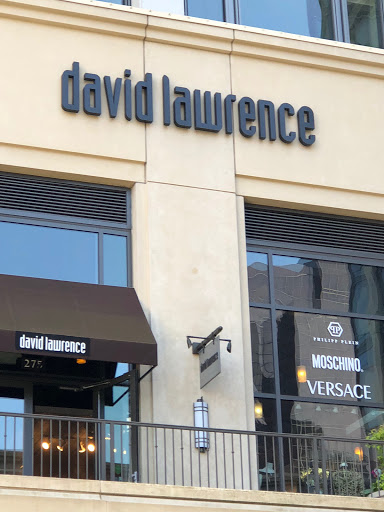 david lawrence
david lawrence
275
PHILIPP PLEIN
MOSCHINO.
VERSACE